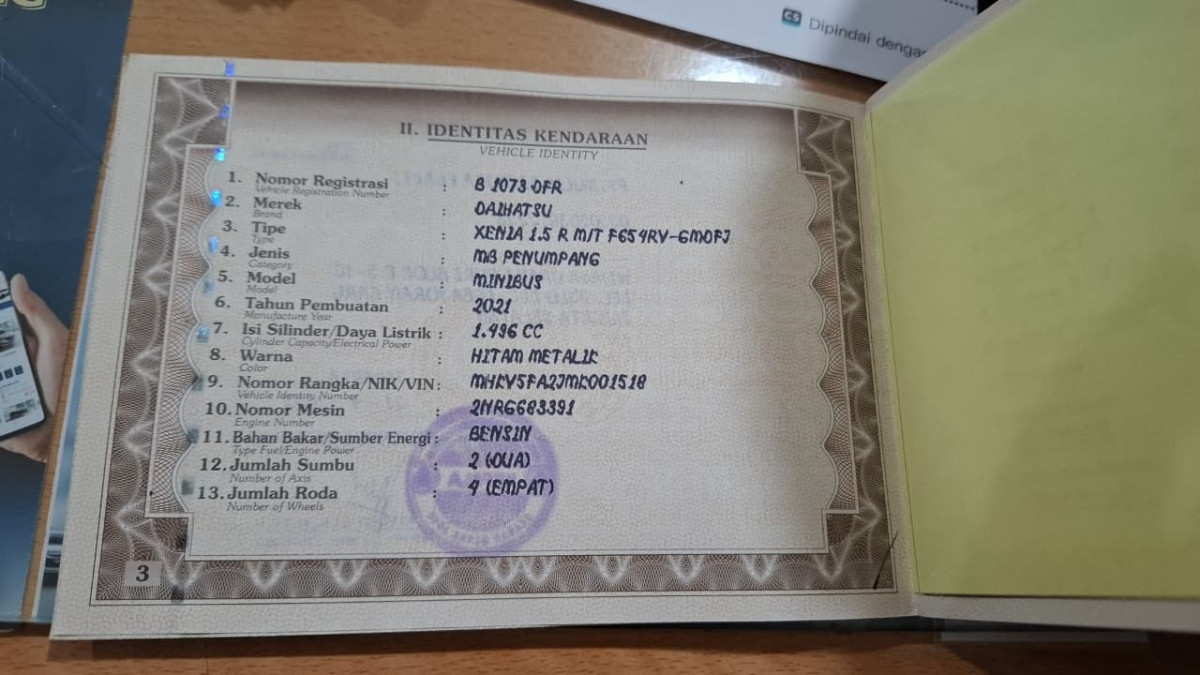 Dipindai dengan
II. IDENTITAS KENDARAAN
VEHICLE IDENTITY
1. Nomor Registrasi : B 1073 DFR
Vehicle Registration Number
2. Merek : DAIHATSU
Brand
3. Tipe : XENIA 1.5 R M/T F654RV-GMDFJ
Type
4. Jenis : MB PENUMPANG
Category
5. Model : MINIBUS
Model
6. Tahun Pembuatan : 2021
Manufacture Year
7. Isi Silinder/Daya Listrik : 1.496 CC
Cylinder Capacity/Electrical Power
8. Warna : HITAM METALIK
Color
9. Nomor Rangka/NIK/VIN: MHKV5FA2JMK001518
Vehicle Identity Number
10. Nomor Mesin : 2NRG683391
Engine Number
11. Bahan Bakar/Sumber Energi : BENSIN
Type Fuel/Engine Power
12. Jumlah Sumbu : 2 (DUA)
Number of Axis
13. Jumlah Roda : 4 (EMPAT)
Number of Wheels
3